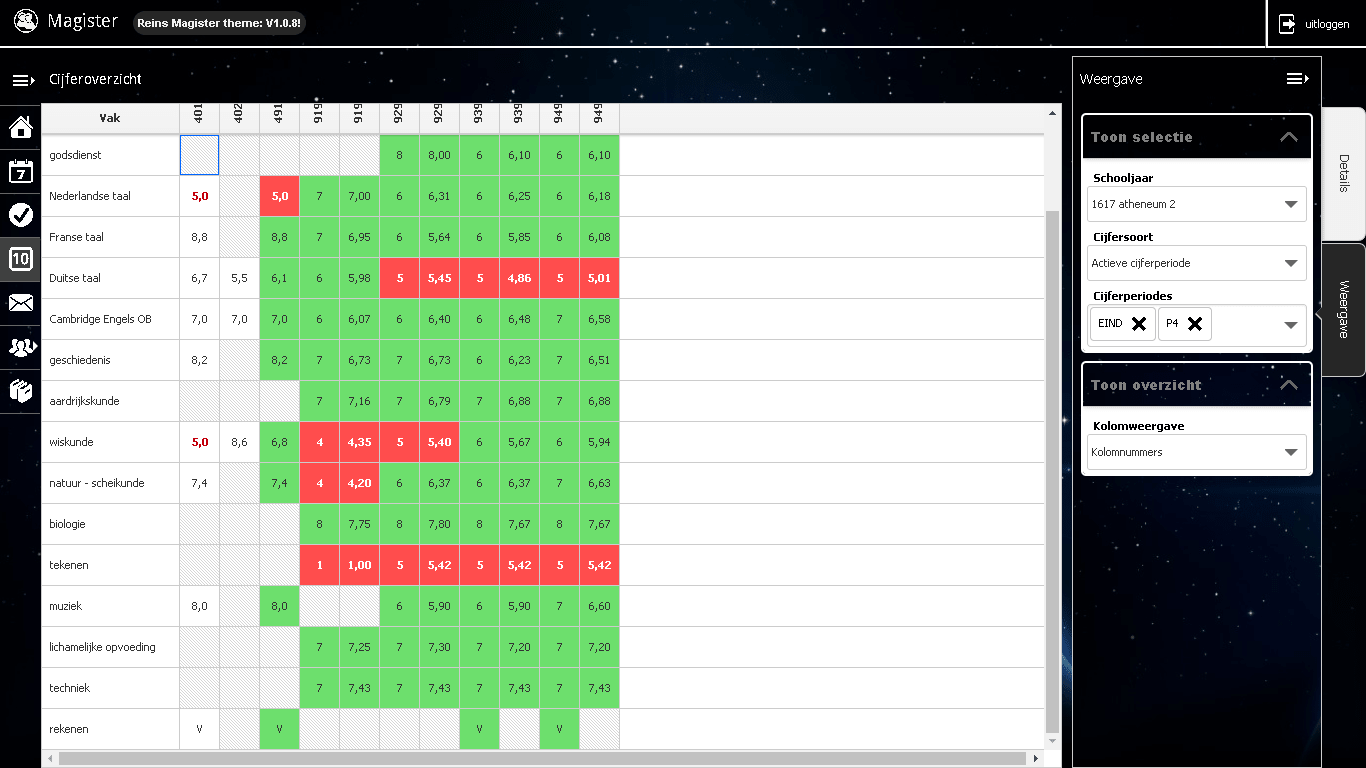 Magister
Reins Magister theme: V1.0.8!
uitloggen
Cijferoverzicht
Vak 401 402 491 919 919 929 929 939 939 949 949
godsdienst 8 8,00 6 6,10 6 6,10
Nederlandse taal 5,0 5,0 7 7,00 6 6,31 6 6,25 6 6,18
Franse taal 8,8 8,8 7 6,95 6 5,64 6 5,85 6 6,08
Duitse taal 6,7 5,5 6,1 6 5,98 5 5,45 5 4,86 5 5,01
Cambridge Engels OB 7,0 7,0 7,0 6 6,07 6 6,40 6 6,48 7 6,58
geschiedenis 8,2 8,2 7 6,73 7 6,73 6 6,23 7 6,51
aardrijkskunde 7 7,16 7 6,79 7 6,88 7 6,88
wiskunde 5,0 8,6 6,8 4 4,35 5 5,40 6 5,67 6 5,94
natuur - scheikunde 7,4 7,4 4 4,20 6 6,37 6 6,37 7 6,63
biologie 8 7,75 8 7,80 8 7,67 8 7,67
tekenen 1 1,00 5 5,42 5 5,42 5 5,42
muziek 8,0 8,0 6 5,90 6 5,90 7 6,60
lichamelijke opvoeding 7 7,25 7 7,30 7 7,20 7 7,20
techniek 7 7,43 7 7,43 7 7,43 7 7,43
rekenen V V V V
7
10
Weergave
Toon selectie
Schooljaar
1617 atheneum 2
Cijfersoort
Actieve cijferperiode
Cijferperiodes
EIND P4
Toon overzicht
Kolomweergave
Kolomnummers
Details
Weergave